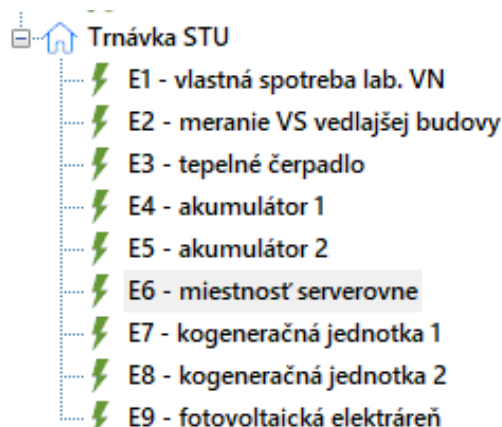 Trnávka STU
E1 - vlastná spotreba lab. VN
E2 - meranie VS vedlajšej budovy
E3 - tepelné čerpadlo
E4 - akumulátor 1
E5 - akumulátor 2
E6 - miestnosť serverovne
E7 - kogeneračná jednotka 1
E8 - kogeneračná jednotka 2
E9 - fotovoltaická elektráreň